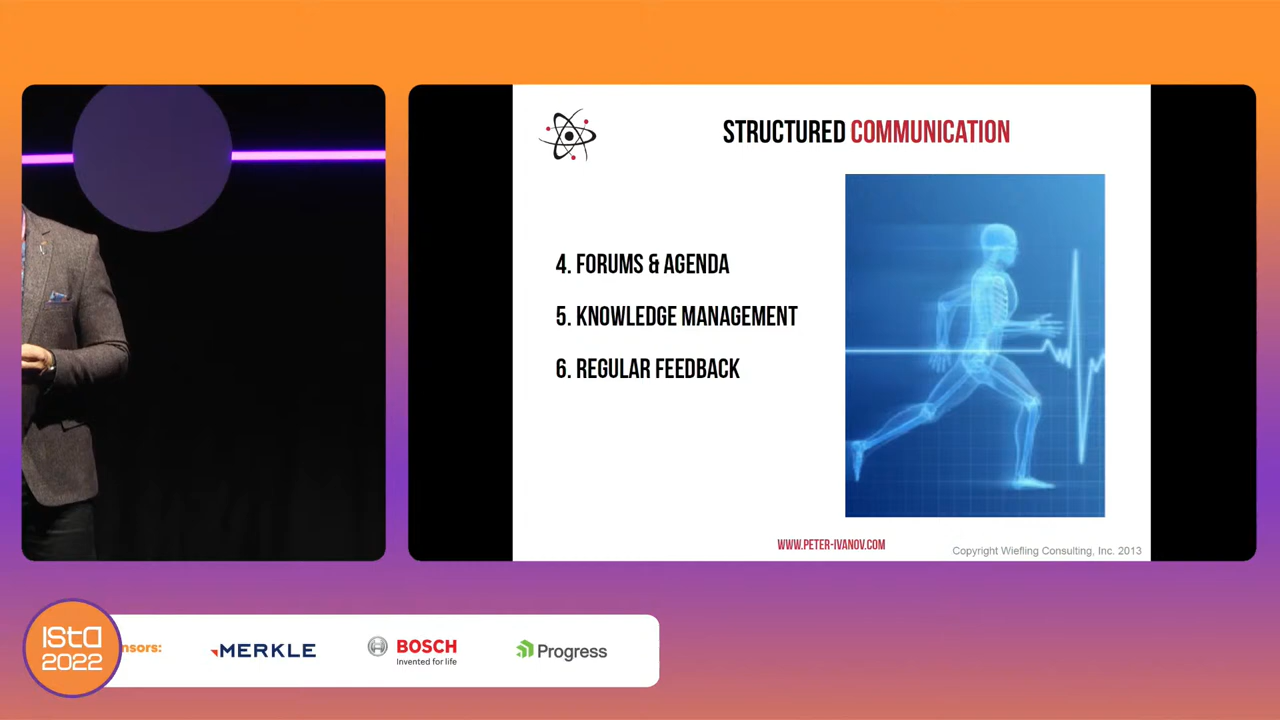 STRUCTURED COMMUNICATION
4. FORUMS & AGENDA
5. KNOWLEDGE MANAGEMENT
6. REGULAR FEEDBACK
WWW.PETER-IVANOV.COM
Copyright Wiefling Consulting, Inc. 2013
ISTA
2022
nsors:
MERKLE
BOSCH
Invented for life
Progress